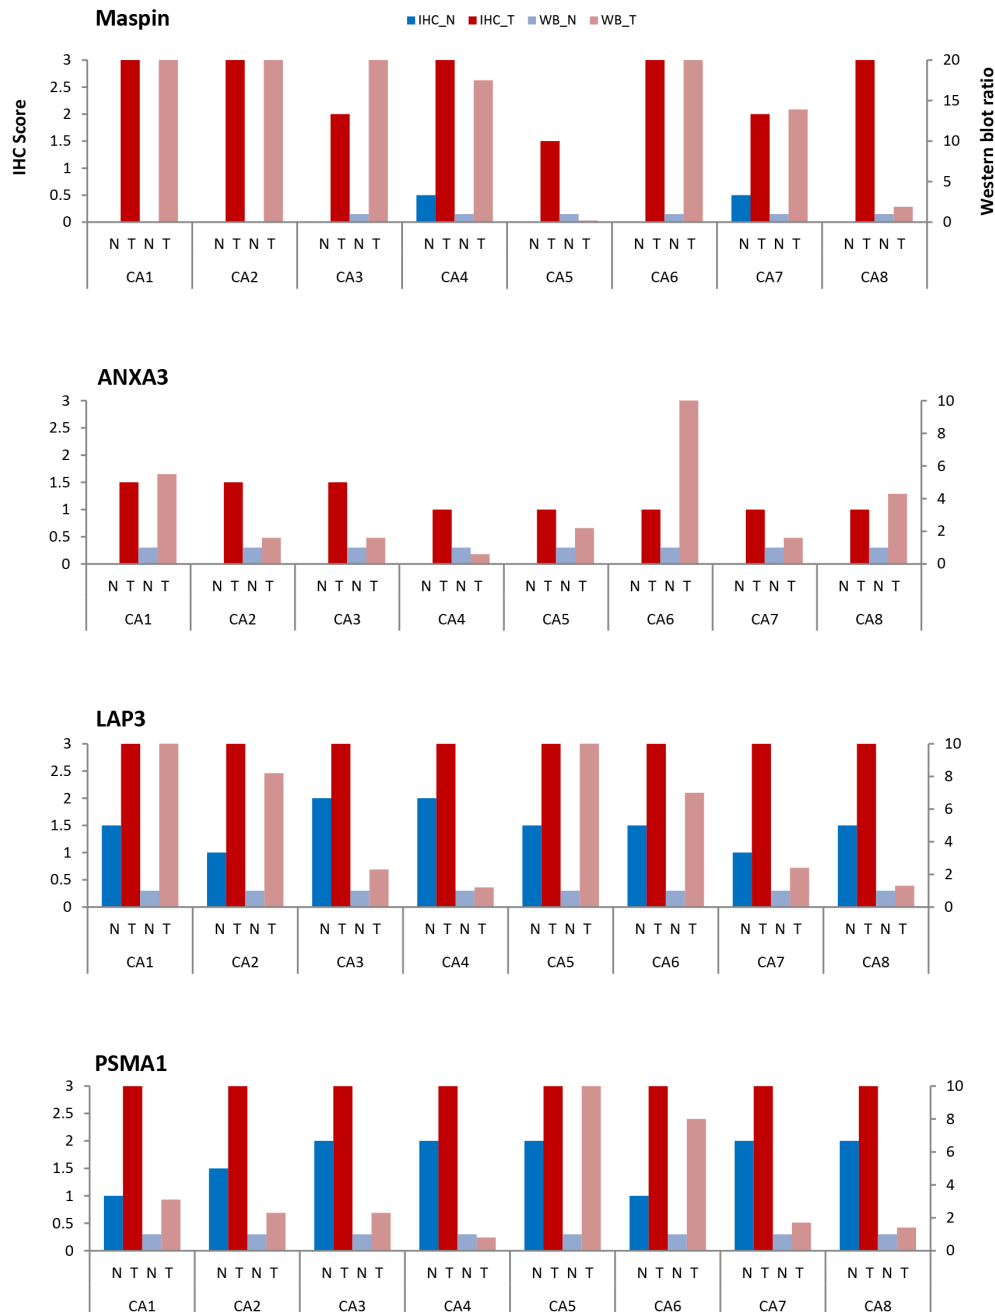 Maspin
IHC_N IHC_T WB_N WB_T
3 20
2.5
2 15
1.5 10
1
0.5 5
0 0
IHC Score
Western blot ratio
N T N T N T N T N T N T N T N T N T N T N T N T N T N T N T N T
CA1 CA2 CA3 CA4 CA5 CA6 CA7 CA8
ANXA3
3 10
2.5 8
2
1.5 6
1 4
0.5 2
0 0
N T N T N T N T N T N T N T N T N T N T N T N T N T N T N T N T
CA1 CA2 CA3 CA4 CA5 CA6 CA7 CA8
LAP3
3 10
2.5 8
2
1.5 6
1 4
0.5 2
0 0
N T N T N T N T N T N T N T N T N T N T N T N T N T N T N T N T
CA1 CA2 CA3 CA4 CA5 CA6 CA7 CA8
PSMA1
3 10
2.5 8
2
1.5 6
1 4
0.5 2
0 0
N T N T N T N T N T N T N T N T N T N T N T N T N T N T N T N T
CA1 CA2 CA3 CA4 CA5 CA6 CA7 CA8